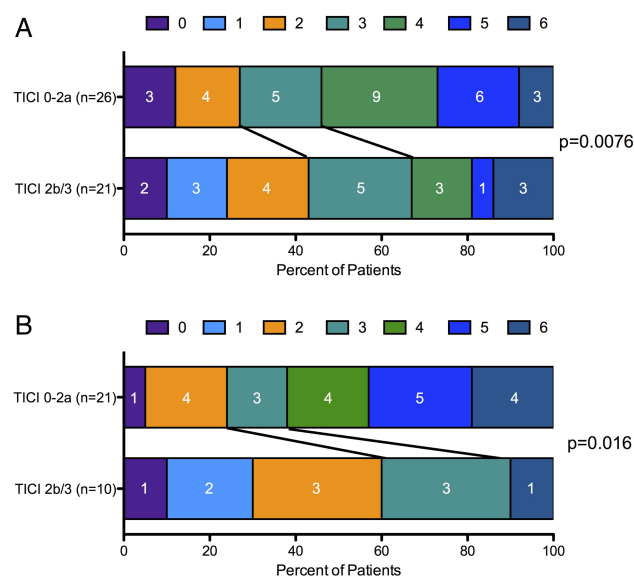 A
0 1 2 3 4 5 6
TICI 0-2a (n=26)
3 4 5 9 6 3
p=0.0076
TICI 2b/3 (n=21)
2 3 4 5 3 1 3
0 20 40 60 80 100
Percent of Patients
B
0 1 2 3 4 5 6
TICI 0-2a (n=21)
1 4 3 4 5 4
p=0.016
TICI 2b/3 (n=10)
1 2 3 3 1
0 20 40 60 80 100
Percent of Patients